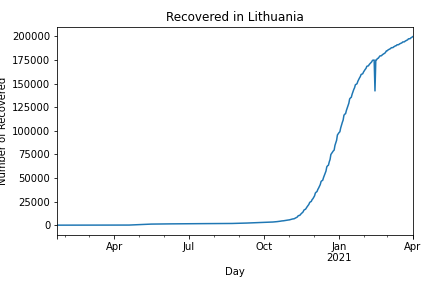 Recovered in Lithuania
Number of Recovered
200000
175000
150000
125000
100000
75000
50000
25000
0
Apr Jul Oct Jan Apr
2021
Day